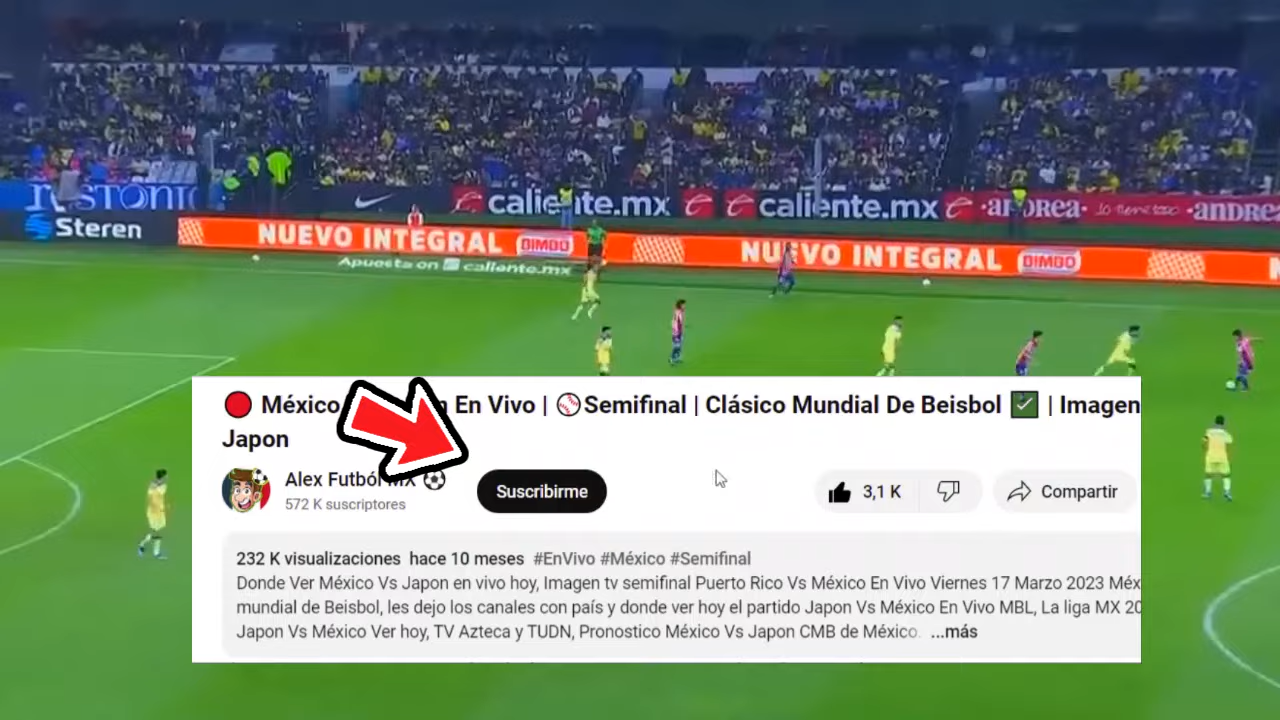 Steren
caliente.mx
caliente.mx
andrea
andrea
NUEVO INTEGRAL BIMBO
NUEVO INTEGRAL BIMBO
Apuesta en caliente.mx
México En Vivo | ⚾Semifinal | Clásico Mundial De Beisbol ✅ | Imagen
Japon
Alex Futbol MX ⚽
572 K suscriptores
Suscribirme
3,1 K
Compartir
232 K visualizaciones hace 10 meses #EnVivo #México #Semifinal
Donde Ver México Vs Japon en vivo hoy, Imagen tv semifinal Puerto Rico Vs México En Vivo Viernes 17 Marzo 2023 Méx
mundial de Beisbol, les dejo los canales con país y donde ver hoy el partido Japon Vs México En Vivo MBL, La liga MX 20
Japon Vs México Ver hoy, TV Azteca y TUDN, Pronostico México Vs Japon CMB de México. ...más